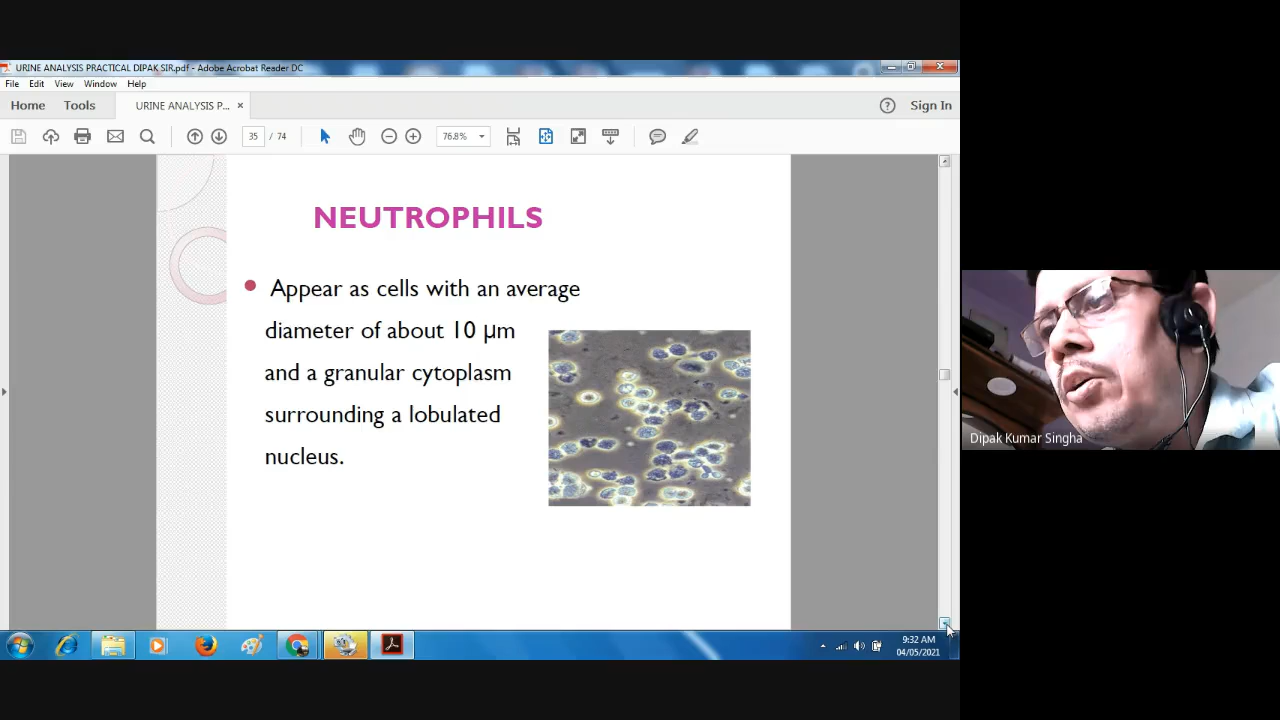 URINE ANALYSIS PRACTICAL DIPAK SIR.pdf - Adobe Acrobat Reader DC
File Edit View Window Help
Home Tools URINE ANALYSIS P... × ? Sign In
35 / 74 76.8%
NEUTROPHILS
Appear as cells with an average
diameter of about 10 µm
and a granular cytoplasm
surrounding a lobulated
nucleus.
Dipak Kumar Singha
9:32 AM
04/05/2021